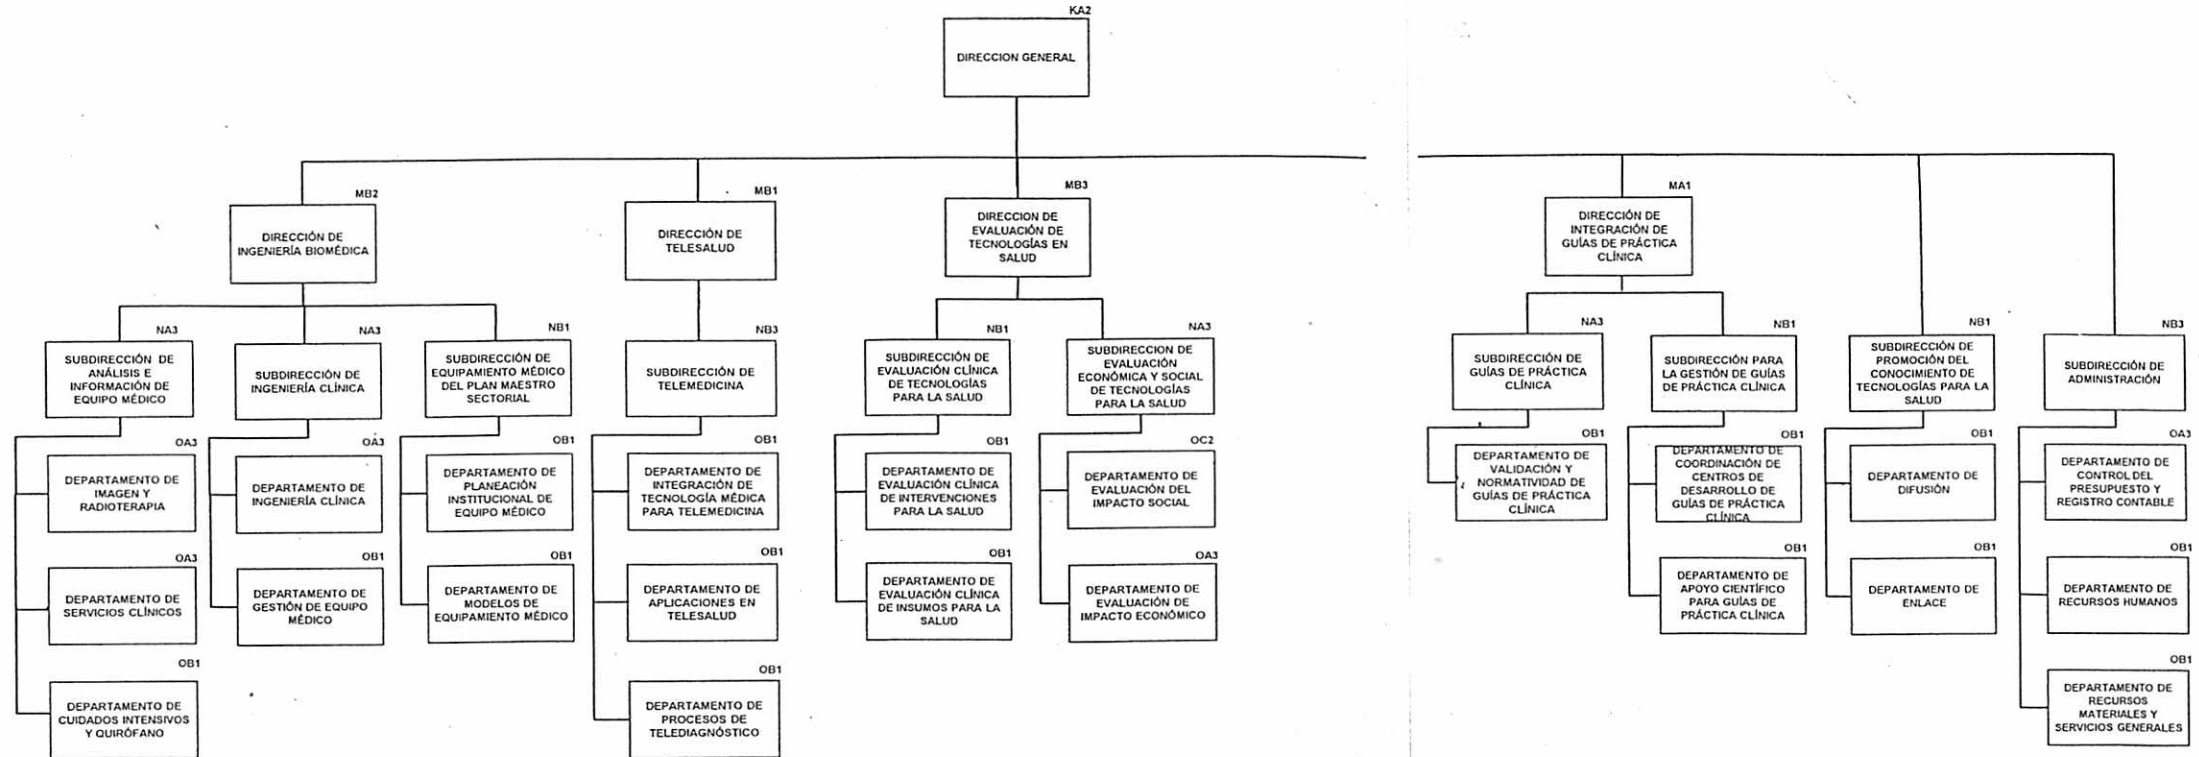 KA2
DIRECCION GENERAL
MB2
DIRECCIÓN DE
INGENIERÍA BIOMÉDICA
MB1
DIRECCIÓN DE
TELESALUD
MB3
DIRECCION DE
EVALUACIÓN DE
TECNOLOGÍAS EN
SALUD
MA1
DIRECCIÓN DE
INTEGRACIÓN DE
GUÍAS DE PRÁCTICA
CLÍNICA
NA3
SUBDIRECCIÓN DE
ANÁLISIS E
INFORMACIÓN DE
EQUIPO MÉDICO
NA3
SUBDIRECCIÓN DE
INGENIERÍA CLÍNICA
NB1
SUBDIRECCIÓN DE
EQUIPAMIENTO MÉDICO
DEL PLAN MAESTRO
SECTORIAL
NB3
SUBDIRECCIÓN DE
TELEMEDICINA
NB1
SUBDIRECCIÓN DE
EVALUACIÓN CLÍNICA
DE TECNOLOGÍAS
PARA LA SALUD
NA3
SUBDIRECCION DE
EVALUACIÓN
ECONÓMICA Y SOCIAL
DE TECNOLOGÍAS
PARA LA SALUD
NA3
SUBDIRECCIÓN DE
GUÍAS DE PRÁCTICA
CLÍNICA
NB1
SUBDIRECCIÓN PARA
LA GESTIÓN DE GUÍAS
DE PRÁCTICA CLÍNICA
NB1
SUBDIRECCIÓN DE
PROMOCIÓN DEL
CONOCIMIENTO DE
TECNOLOGÍAS PARA LA
SALUD
NB3
SUBDIRECCIÓN DE
ADMINISTRACIÓN
OA3
DEPARTAMENTO DE
IMAGEN Y
RADIOTERAPIA
OA3
DEPARTAMENTO DE
INGENIERÍA CLÍNICA
OB1
DEPARTAMENTO DE
PLANEACIÓN
INSTITUCIONAL DE
EQUIPO MÉDICO
OB1
DEPARTAMENTO DE
INTEGRACIÓN DE
TECNOLOGÍA MÉDICA
PARA TELEMEDICINA
OB1
DEPARTAMENTO DE
EVALUACIÓN CLÍNICA
DE INTERVENCIONES
PARA LA SALUD
OC2
DEPARTAMENTO DE
EVALUACIÓN DEL
IMPACTO SOCIAL
OB1
DEPARTAMENTO DE
VALIDACIÓN Y
NORMATIVIDAD DE
GUÍAS DE PRÁCTICA
CLÍNICA
OB1
DEPARTAMENTO DE
COORDINACIÓN DE
CENTROS DE
DESARROLLO DE
GUÍAS DE PRÁCTICA
CLÍNICA
OB1
DEPARTAMENTO DE
DIFUSIÓN
OA3
DEPARTAMENTO DE
CONTROL DEL
PRESUPUESTO Y
REGISTRO CONTABLE
OA3
DEPARTAMENTO DE
SERVICIOS CLÍNICOS
OB1
DEPARTAMENTO DE
GESTIÓN DE EQUIPO
MÉDICO
OB1
DEPARTAMENTO DE
MODELOS DE
EQUIPAMIENTO MÉDICO
OB1
DEPARTAMENTO DE
APLICACIONES EN
TELESALUD
OB1
DEPARTAMENTO DE
EVALUACIÓN CLÍNICA
DE INSUMOS PARA LA
SALUD
OA3
DEPARTAMENTO DE
EVALUACIÓN DE
IMPACTO ECONÓMICO
OB1
DEPARTAMENTO DE
APOYO CIENTÍFICO
PARA GUÍAS DE
PRÁCTICA CLÍNICA
OB1
DEPARTAMENTO DE
ENLACE
OB1
DEPARTAMENTO DE
RECURSOS HUMANOS
OB1
DEPARTAMENTO DE
CUIDADOS INTENSIVOS
Y QUIRÓFANO
OB1
DEPARTAMENTO DE
PROCESOS DE
TELEDIAGNÓSTICO
OB1
DEPARTAMENTO DE
RECURSOS
MATERIALES Y
SERVICIOS GENERALES